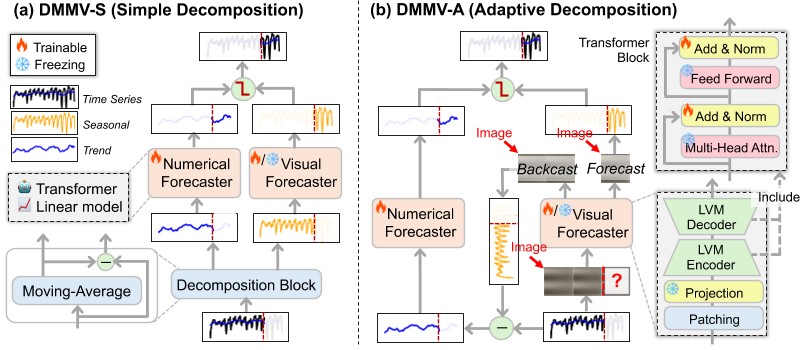 (a) DMMV-S (Simple Decomposition)
Trainable
Freezing
Time Series
Seasonal
Trend
Transformer
Linear model
Numerical
Forecaster
/
Visual
Forecaster
−
Moving-Average
Decomposition Block
(b) DMMV-A (Adaptive Decomposition)
Image
Image
Backcast
Forecast
Numerical
Forecaster
/
Visual
Forecaster
Image
?
−
Transformer
Block
Add & Norm
Feed Forward
Add & Norm
Multi-Head Attn.
Include
LVM
Decoder
LVM
Encoder
Projection
Patching